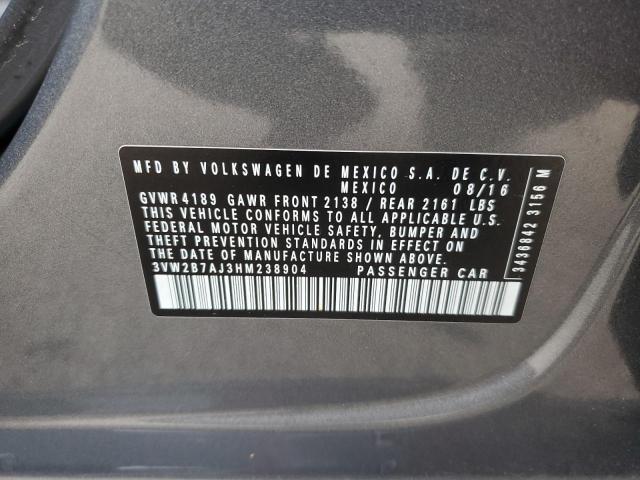 MFD BY VOLKSWAGEN DE MEXICO S.A. DE C.V.
MEXICO 08/16
GVWR 4189 GAWR FRONT 2138 / REAR 2161 LBS
THIS VEHICLE CONFORMS TO ALL APPLICABLE U.S.
FEDERAL MOTOR VEHICLE SAFETY, BUMPER AND
THEFT PREVENTION STANDARDS IN EFFECT ON
THE DATE OF MANUFACTURE SHOWN ABOVE.
3VW2B7AJ3HM238904 PASSENGER CAR
3436842 3156 M